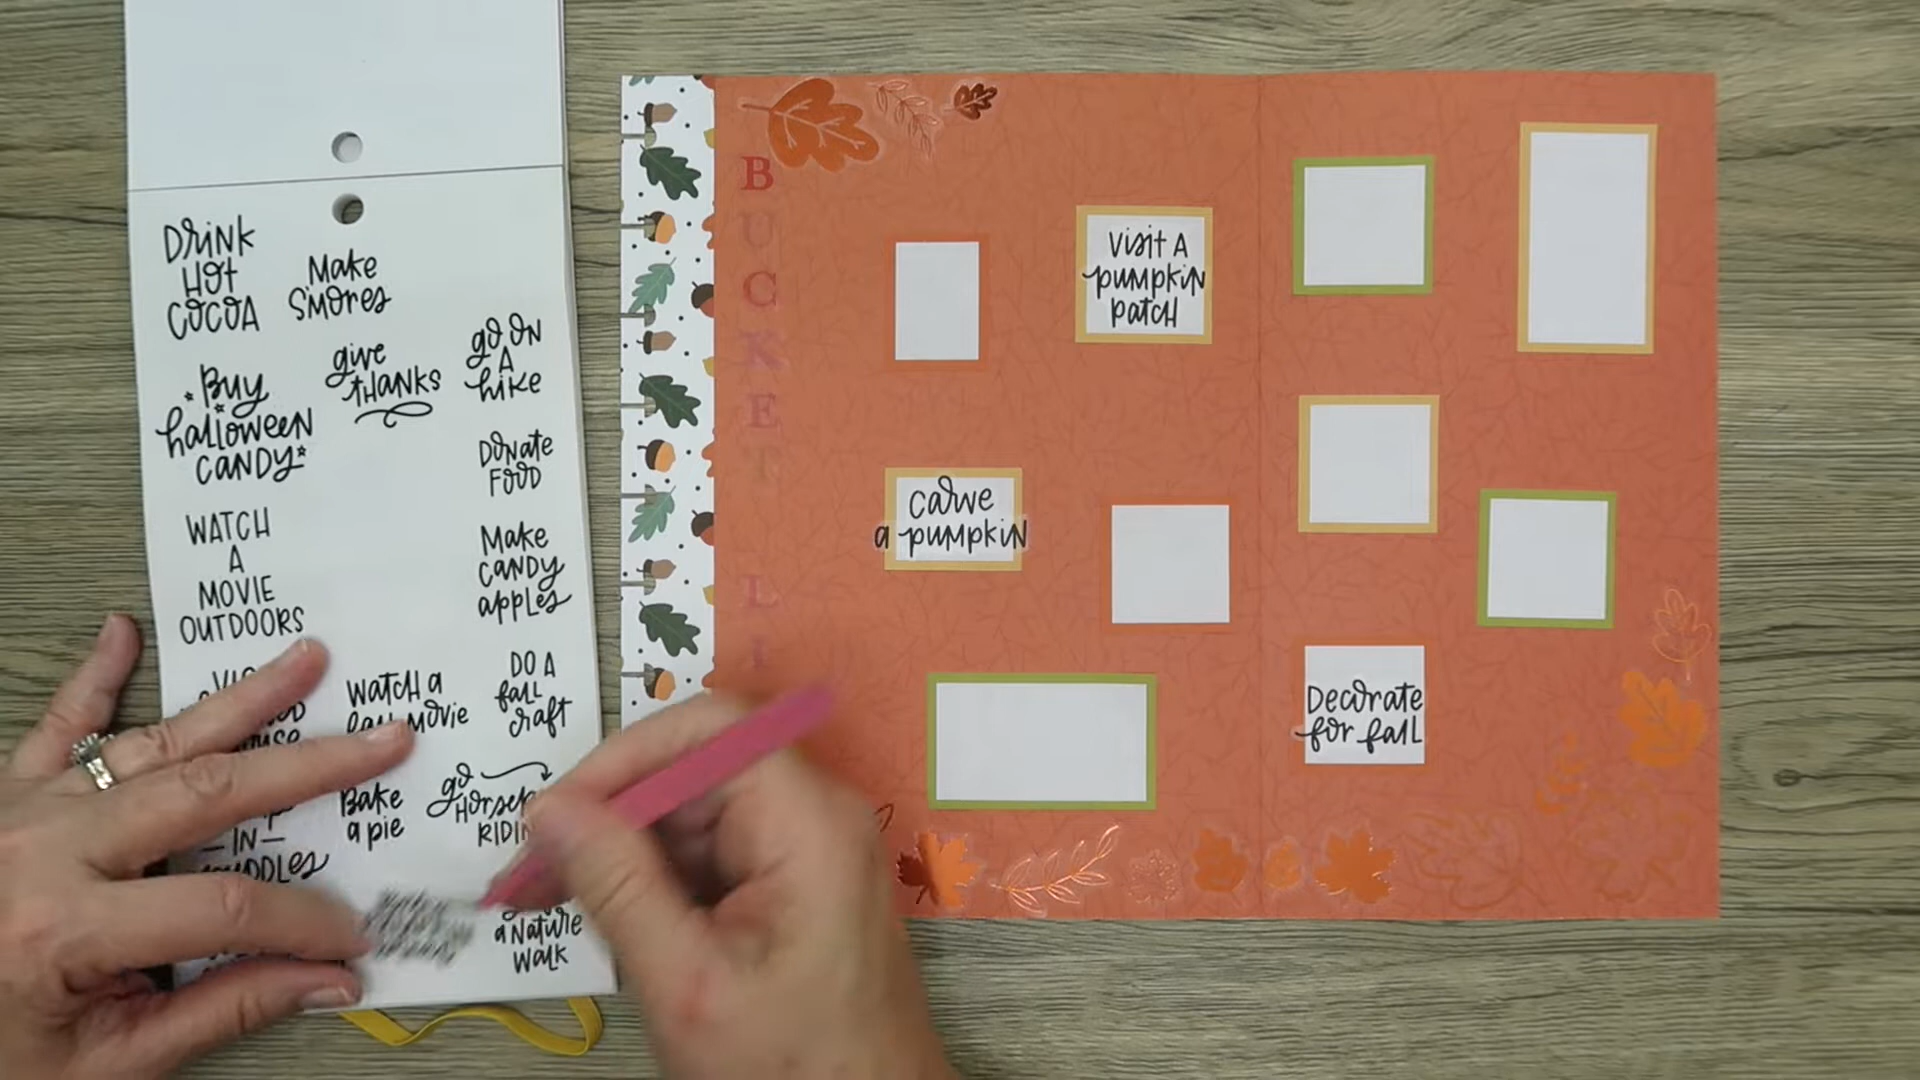 DRINK
HOT
COCOA
Make
S'mores
give
THANKS
go ON
A
hike
Buy
halloween
CANDY
DONATE
FOOD
WATCH
A
MOVIE
OUTDOORS
Make
CANDY
apples
WATCH a
Movie
DO A
fall
craft
Bake
a pie
go
— IN —
a NATURE
WALK
B
U
C
K
E
T
L
I
VISIT A
PUMPKIN
PATCH
CARVE
a PUMPKIN
DECORATE
for fall